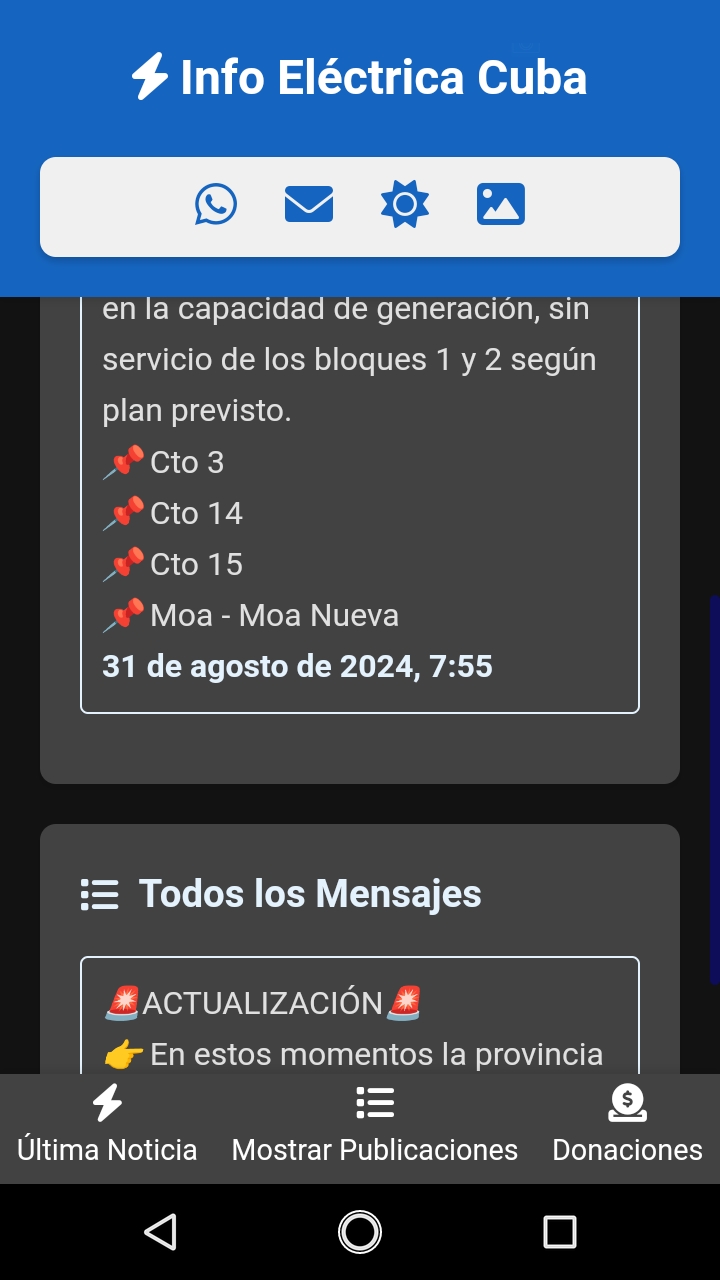 Info Eléctrica Cuba
en la capacidad de generación, sin
servicio de los bloques 1 y 2 según
plan previsto.
📌Cto 3
📌Cto 14
📌Cto 15
📌Moa - Moa Nueva
31 de agosto de 2024, 7:55
Todos los Mensajes
🚨ACTUALIZACIÓN🚨
👉En estos momentos la provincia
Última Noticia
Mostrar Publicaciones
Donaciones